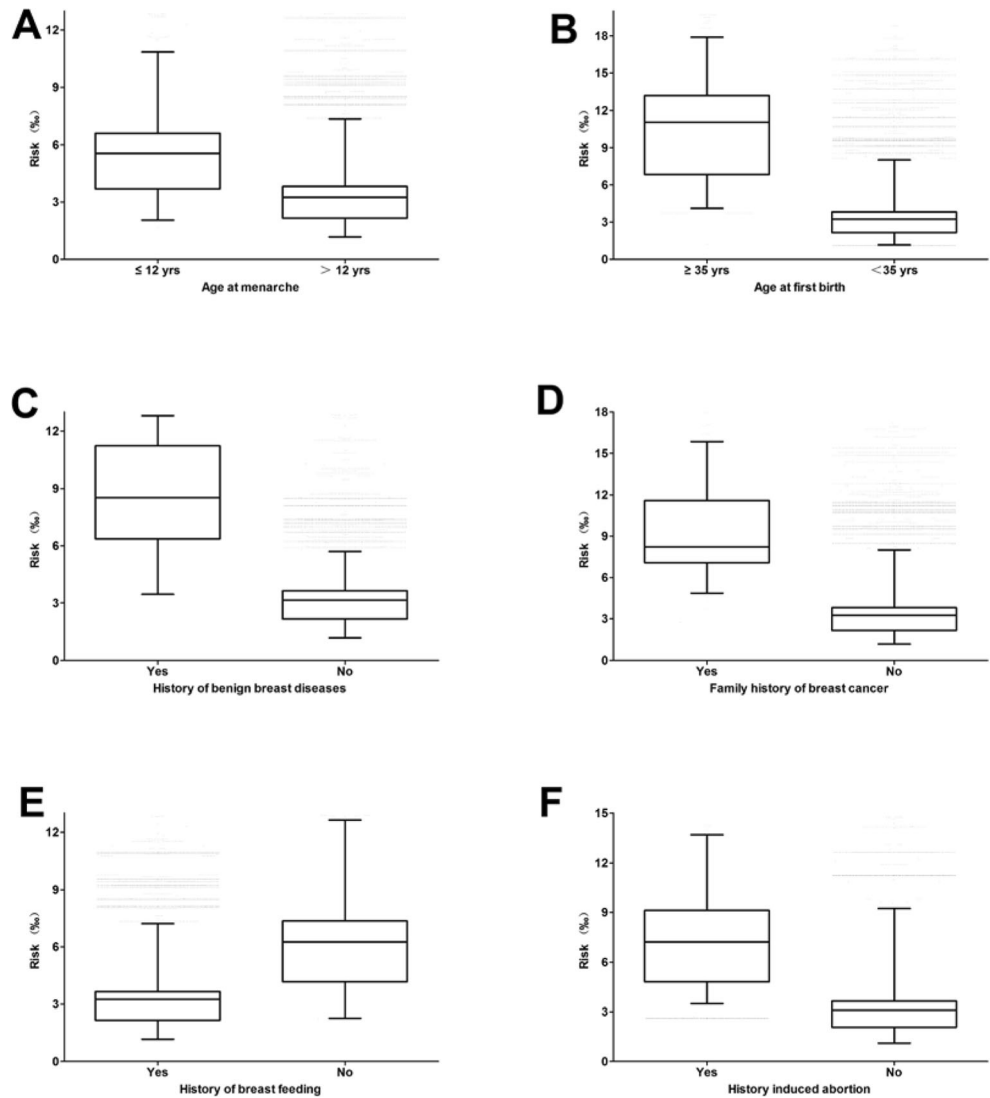 A
Risk (‰)
12
9
6
3
0
≤ 12 yrs
> 12 yrs
Age at menarche
B
Risk (‰)
18
15
12
9
6
3
0
≥ 35 yrs
<35 yrs
Age at first birth
C
Risk (‰)
12
9
6
3
0
Yes
No
History of benign breast diseases
D
Risk (‰)
18
15
12
9
6
3
0
Yes
No
Family history of breast cancer
E
Risk (‰)
12
9
6
3
0
Yes
No
History of breast feeding
F
Risk (‰)
15
12
9
6
3
0
Yes
No
History induced abortion